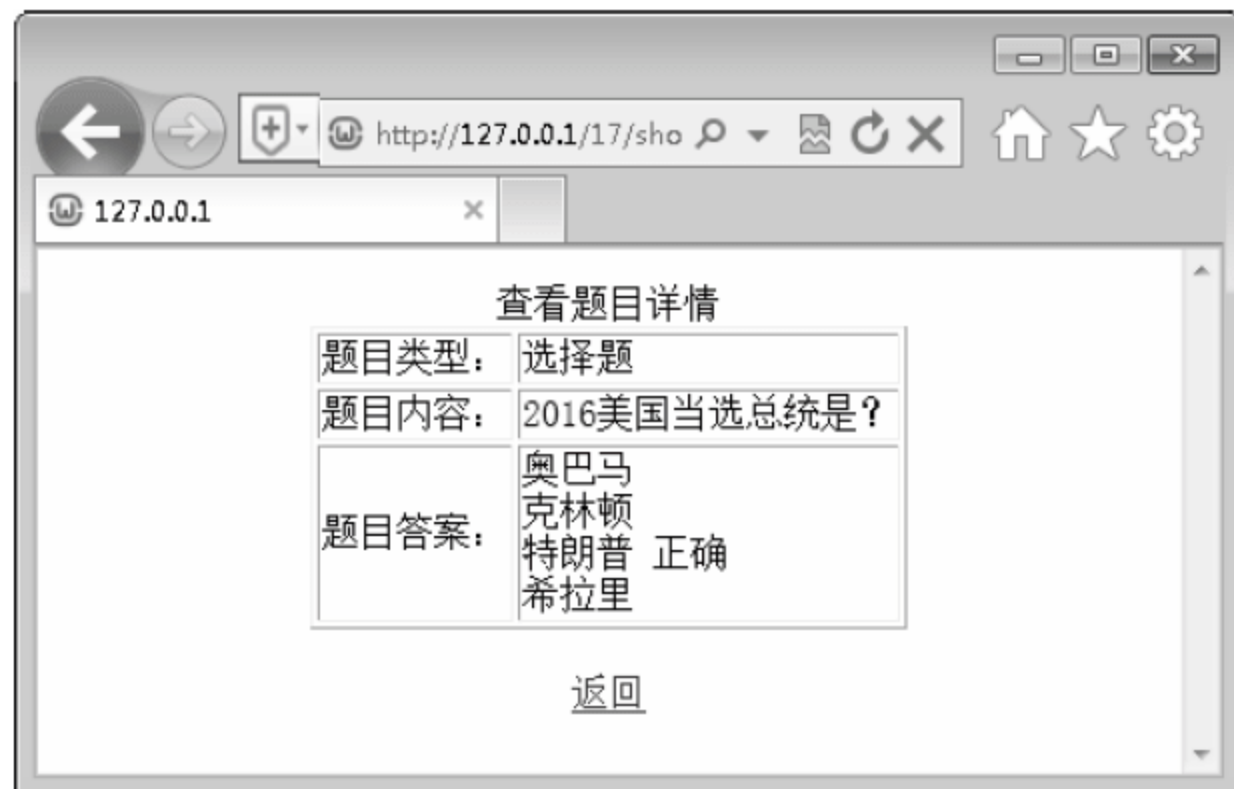 http://127.0.0.1/17/sho
127.0.0.1
查看题目详情
题目类型： 选择题
题目内容： 2016美国当选总统是？
题目答案： 奥巴马
克林顿
特朗普 正确
希拉里
返回